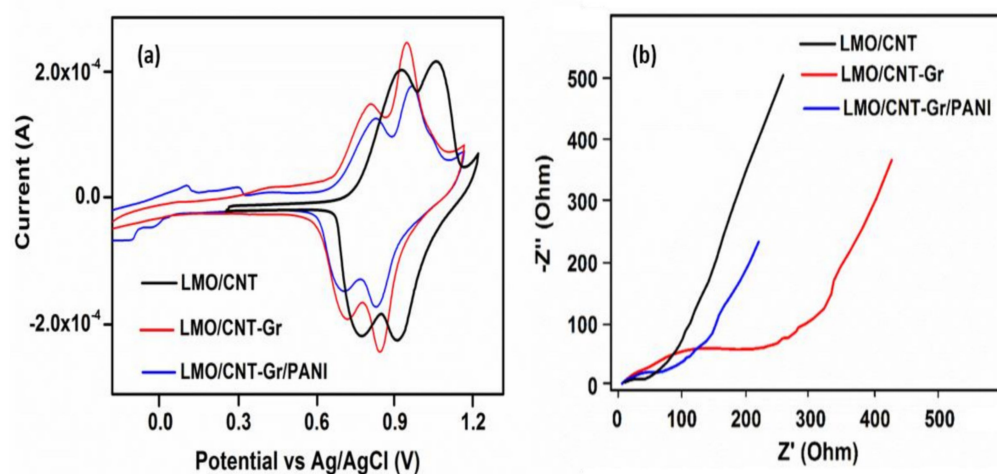 (a)
Current (A)
2.0x10⁻⁴
0.0
-2.0x10⁻⁴
LMO/CNT
LMO/CNT-Gr
LMO/CNT-Gr/PANI
0.0 0.3 0.6 0.9 1.2
Potential vs Ag/AgCl (V)
(b)
-Z'' (Ohm)
LMO/CNT
LMO/CNT-Gr
LMO/CNT-Gr/PANI
500
400
300
200
100
0
0 100 200 300 400 500
Z' (Ohm)